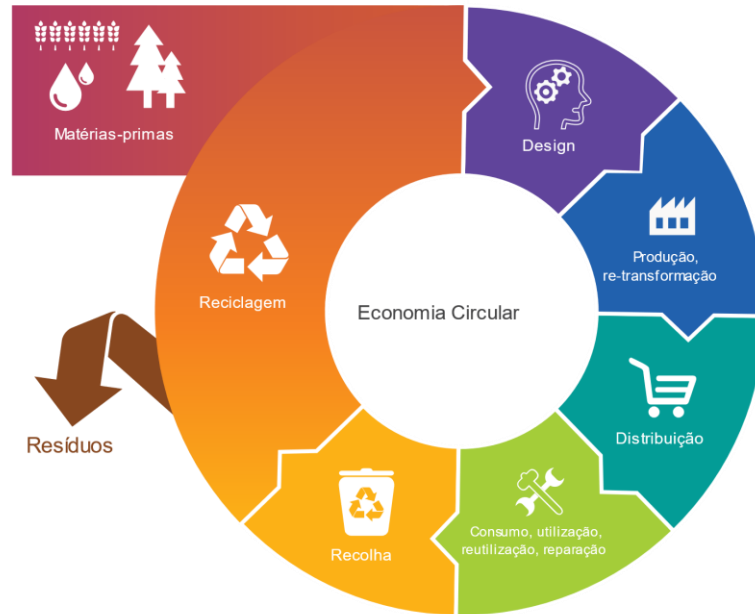 Matérias-primas
Design
Produção,
re-transformação
Reciclagem
Economia Circular
Distribuição
Resíduos
Consumo, utilização,
reutilização, reparação
Recolha